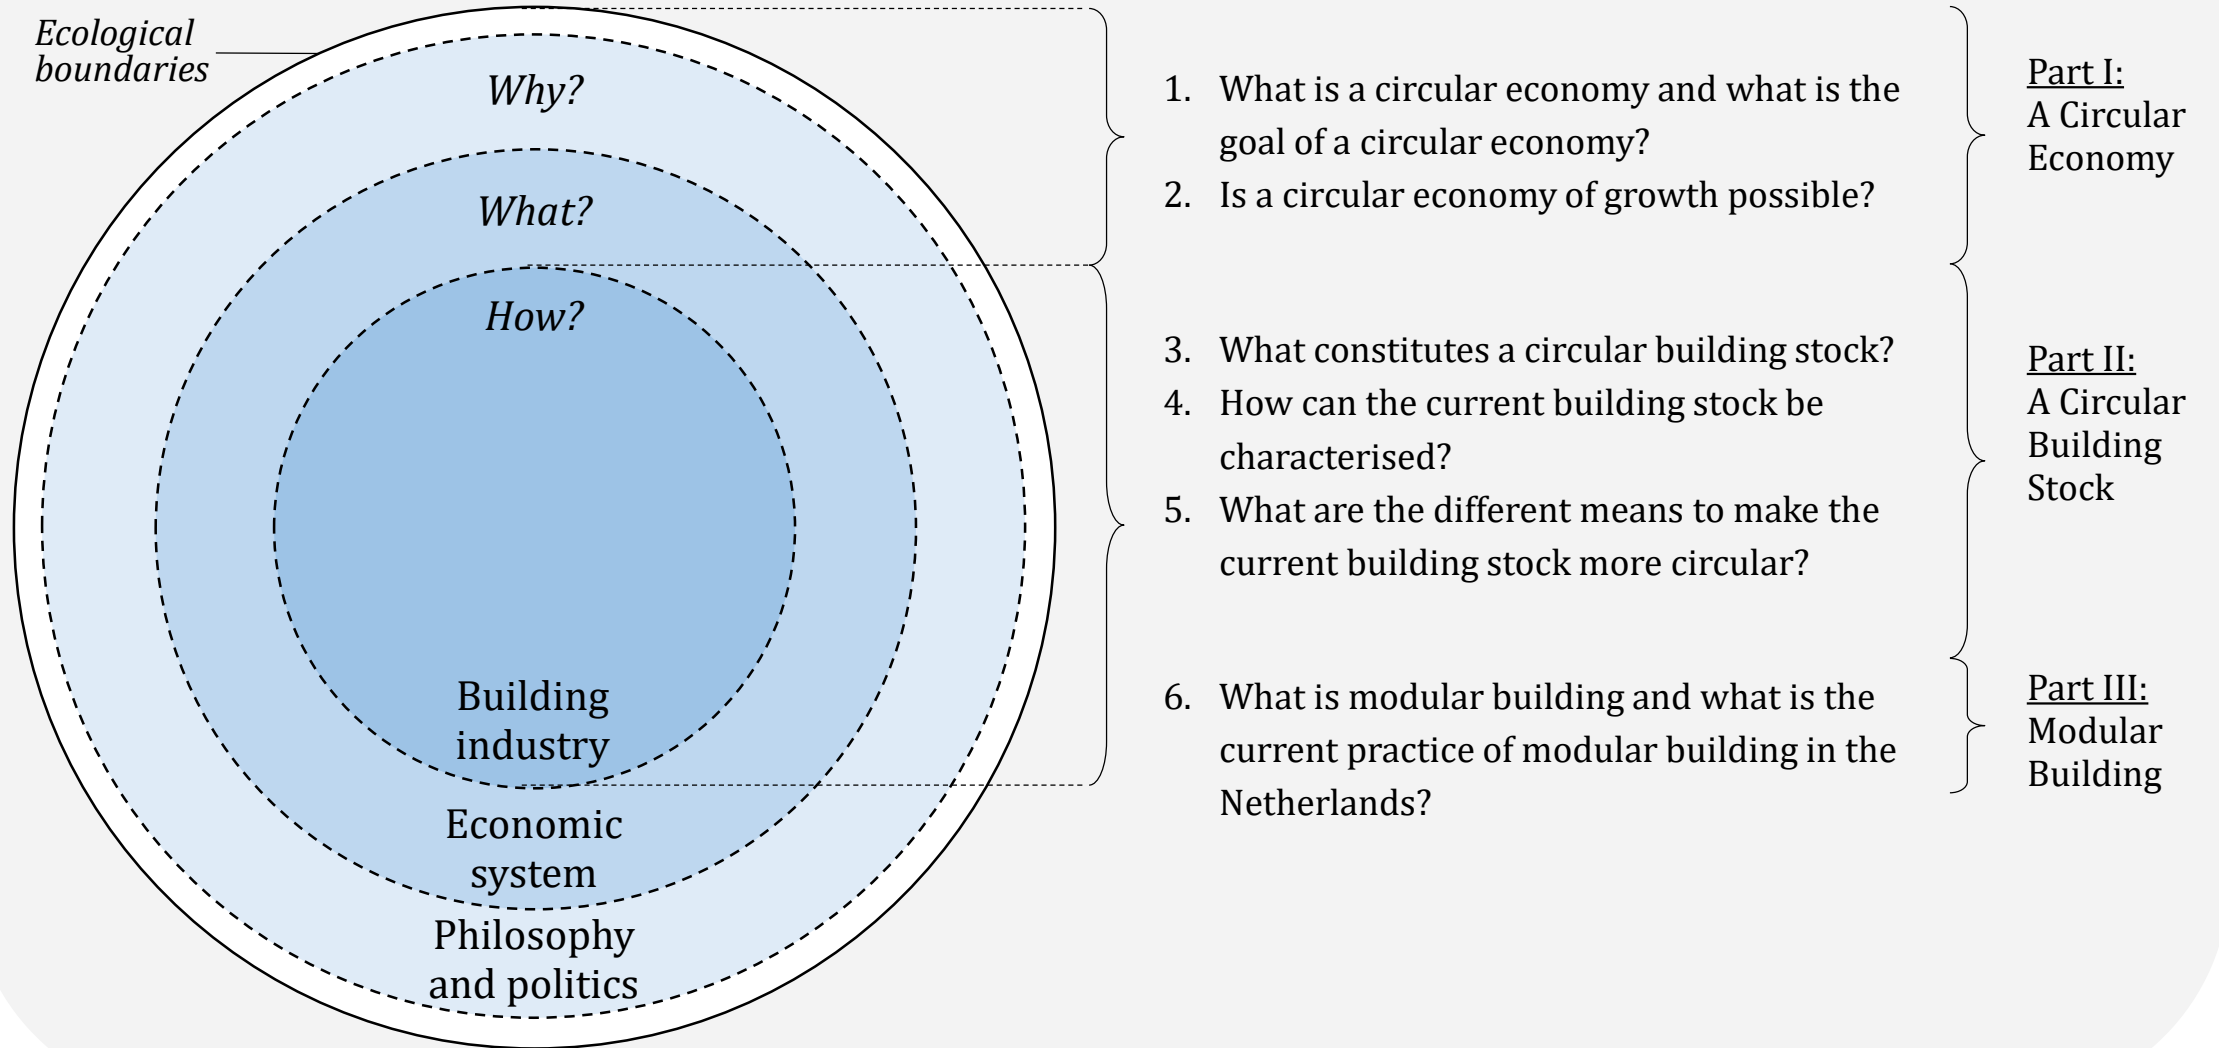 Ecological
boundaries
Why?
What?
How?
Building
industry
Economic
system
Philosophy
and politics
1. What is a circular economy and what is the
goal of a circular economy?
2. Is a circular economy of growth possible?
3. What constitutes a circular building stock?
4. How can the current building stock be
characterised?
5. What are the different means to make the
current building stock more circular?
6. What is modular building and what is the
current practice of modular building in the
Netherlands?
Part I:
A Circular
Economy
Part II:
A Circular
Building
Stock
Part III:
Modular
Building